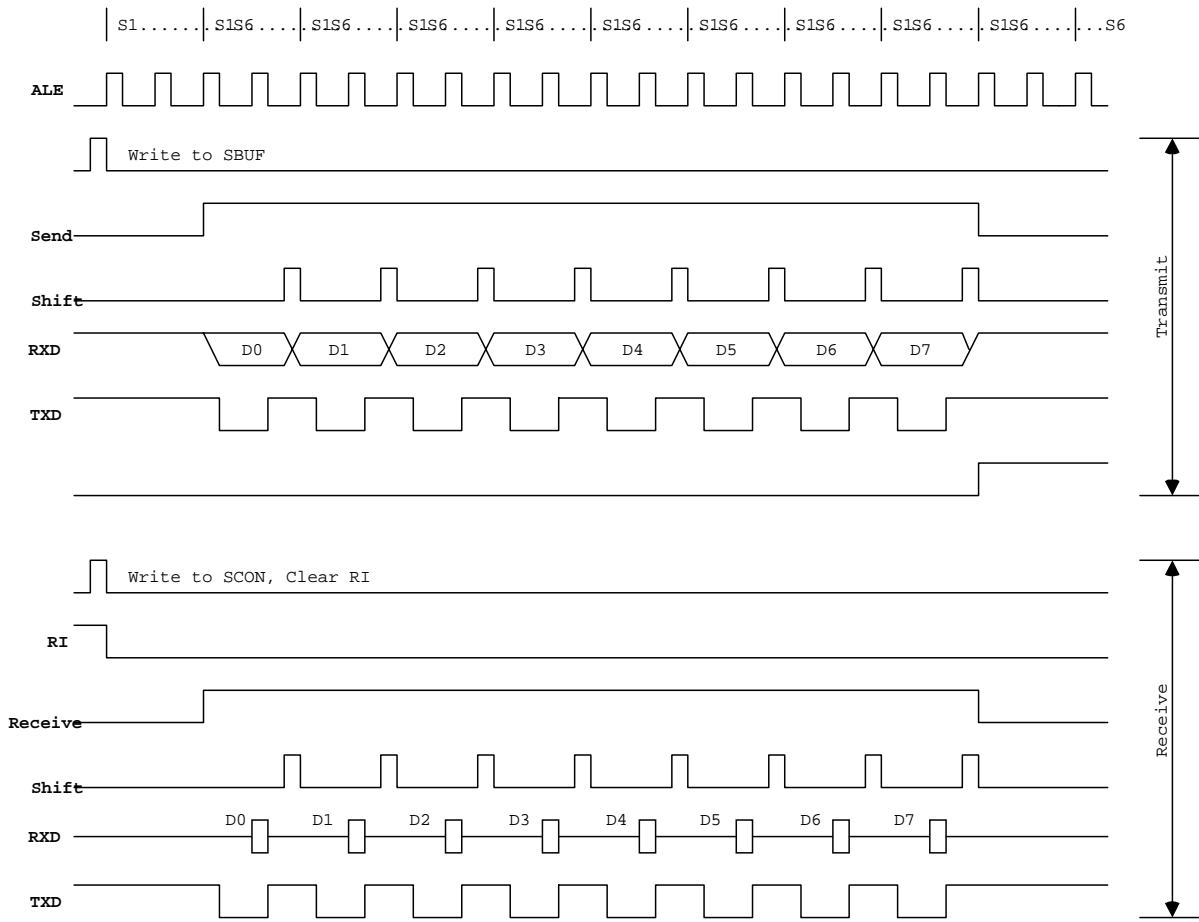 S1.......S1S6....S1S6....S1S6....S1S6....S1S6....S1S6....S1S6....S1S6....S1S6.......S6
ALE
Write to SBUF
Send
Shift
RXD D0 D1 D2 D3 D4 D5 D6 D7
TXD
Transmit
Write to SCON, Clear RI
RI
Receive
Shift
RXD D0 D1 D2 D3 D4 D5 D6 D7
TXD
Receive